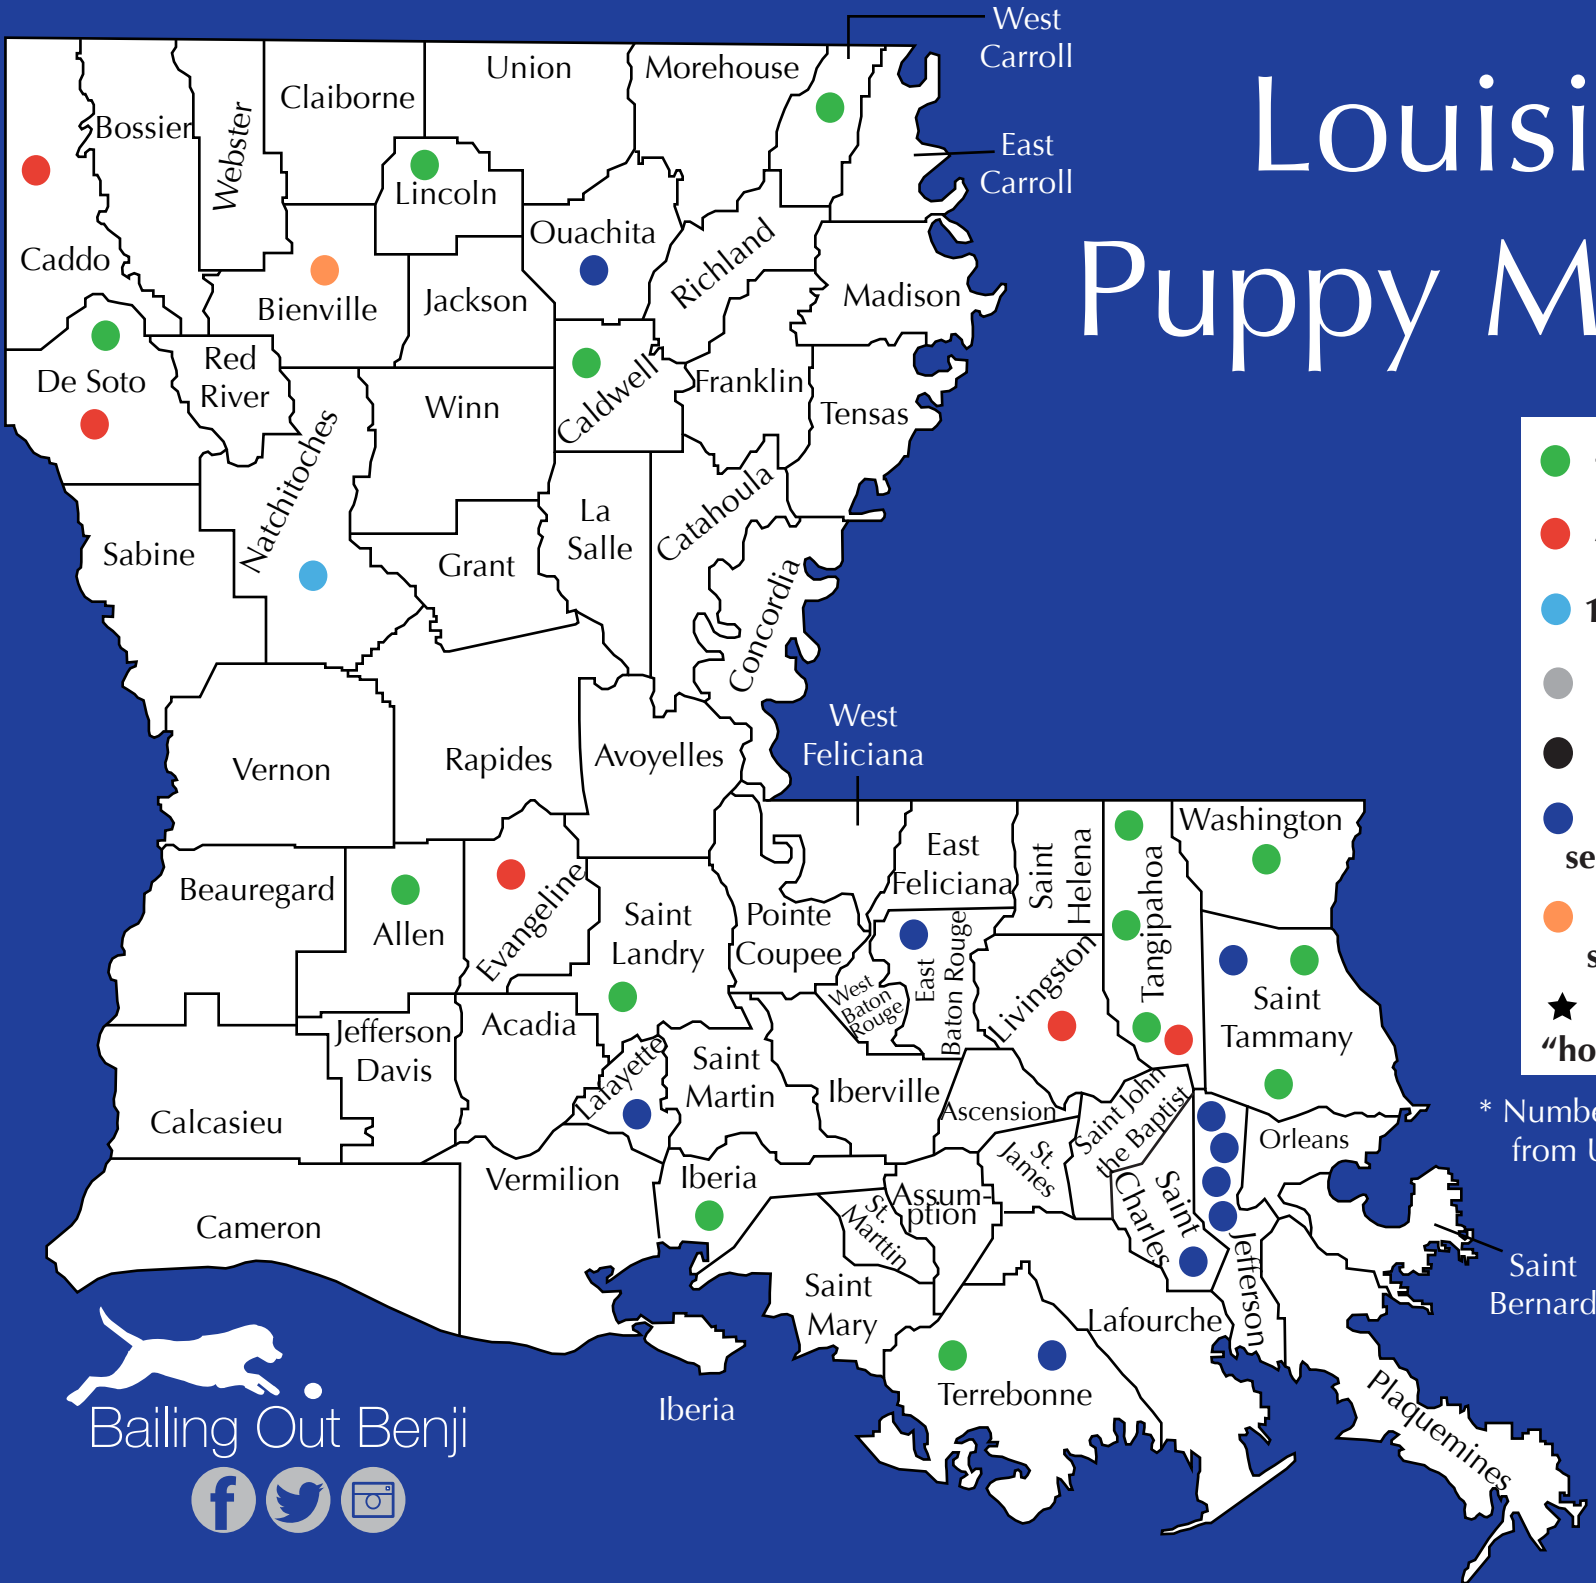 West
Carroll
Louisi
Puppy M
East
Carroll
Union
Morehouse
Claiborne
Bossier
Webster
Lincoln
Ouachita
Caddo
Richland
Bienville
Jackson
Madison
Red
River
De Soto
Winn
Caldwell
Franklin
Tensas
Natchitoches
Sabine
Grant
La
Salle
Catahoula
Concordia
West
Feliciana
Vernon
Rapides
Avoyelles
Washington
East
Feliciana
Saint
Helena
Tangipahoa
Beauregard
Allen
Evangeline
Saint
Landry
Pointe
Coupee
West
Baton
Rouge
East
Baton Rouge
Livingston
Saint
Tammany
Jefferson
Davis
Acadia
Lafayette
Saint
Martin
Iberville
Ascension
Saint John
the Baptist
Orleans
Calcasieu
Vermilion
Iberia
Assum-
ption
St.
James
Saint
Charles
St.
Marttin
Cameron
Saint
Mary
Jefferson
Lafourche
Terrebonne
Plaquemines
Saint
Bernard
Iberia
1
se
s
"ho
* Numbe
from U
Bailing Out Benji
f